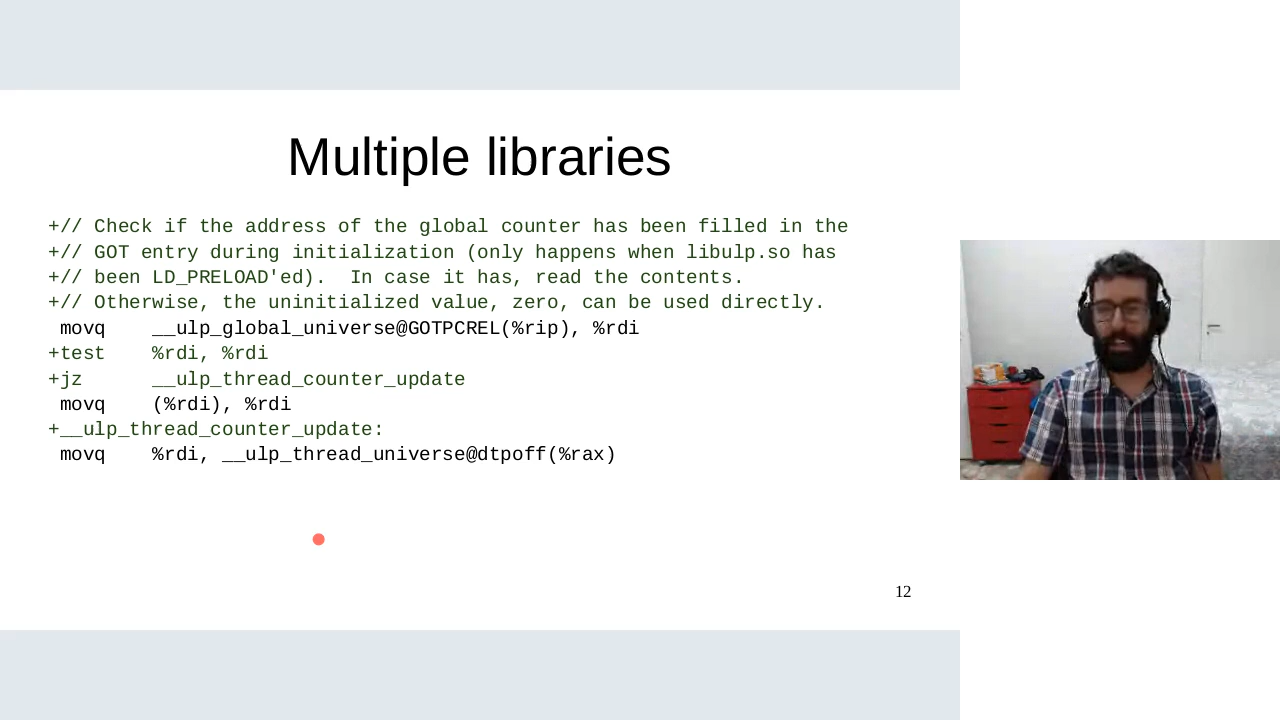 Multiple libraries
+// Check if the address of the global counter has been filled in the
+// GOT entry during initialization (only happens when libulp.so has
+// been LD_PRELOAD'ed).  In case it has, read the contents.
+// Otherwise, the uninitialized value, zero, can be used directly.
 movq    __ulp_global_universe@GOTPCREL(%rip), %rdi
+test    %rdi, %rdi
+jz      __ulp_thread_counter_update
 movq    (%rdi), %rdi
+__ulp_thread_counter_update:
 movq    %rdi, __ulp_thread_universe@dtpoff(%rax)
12